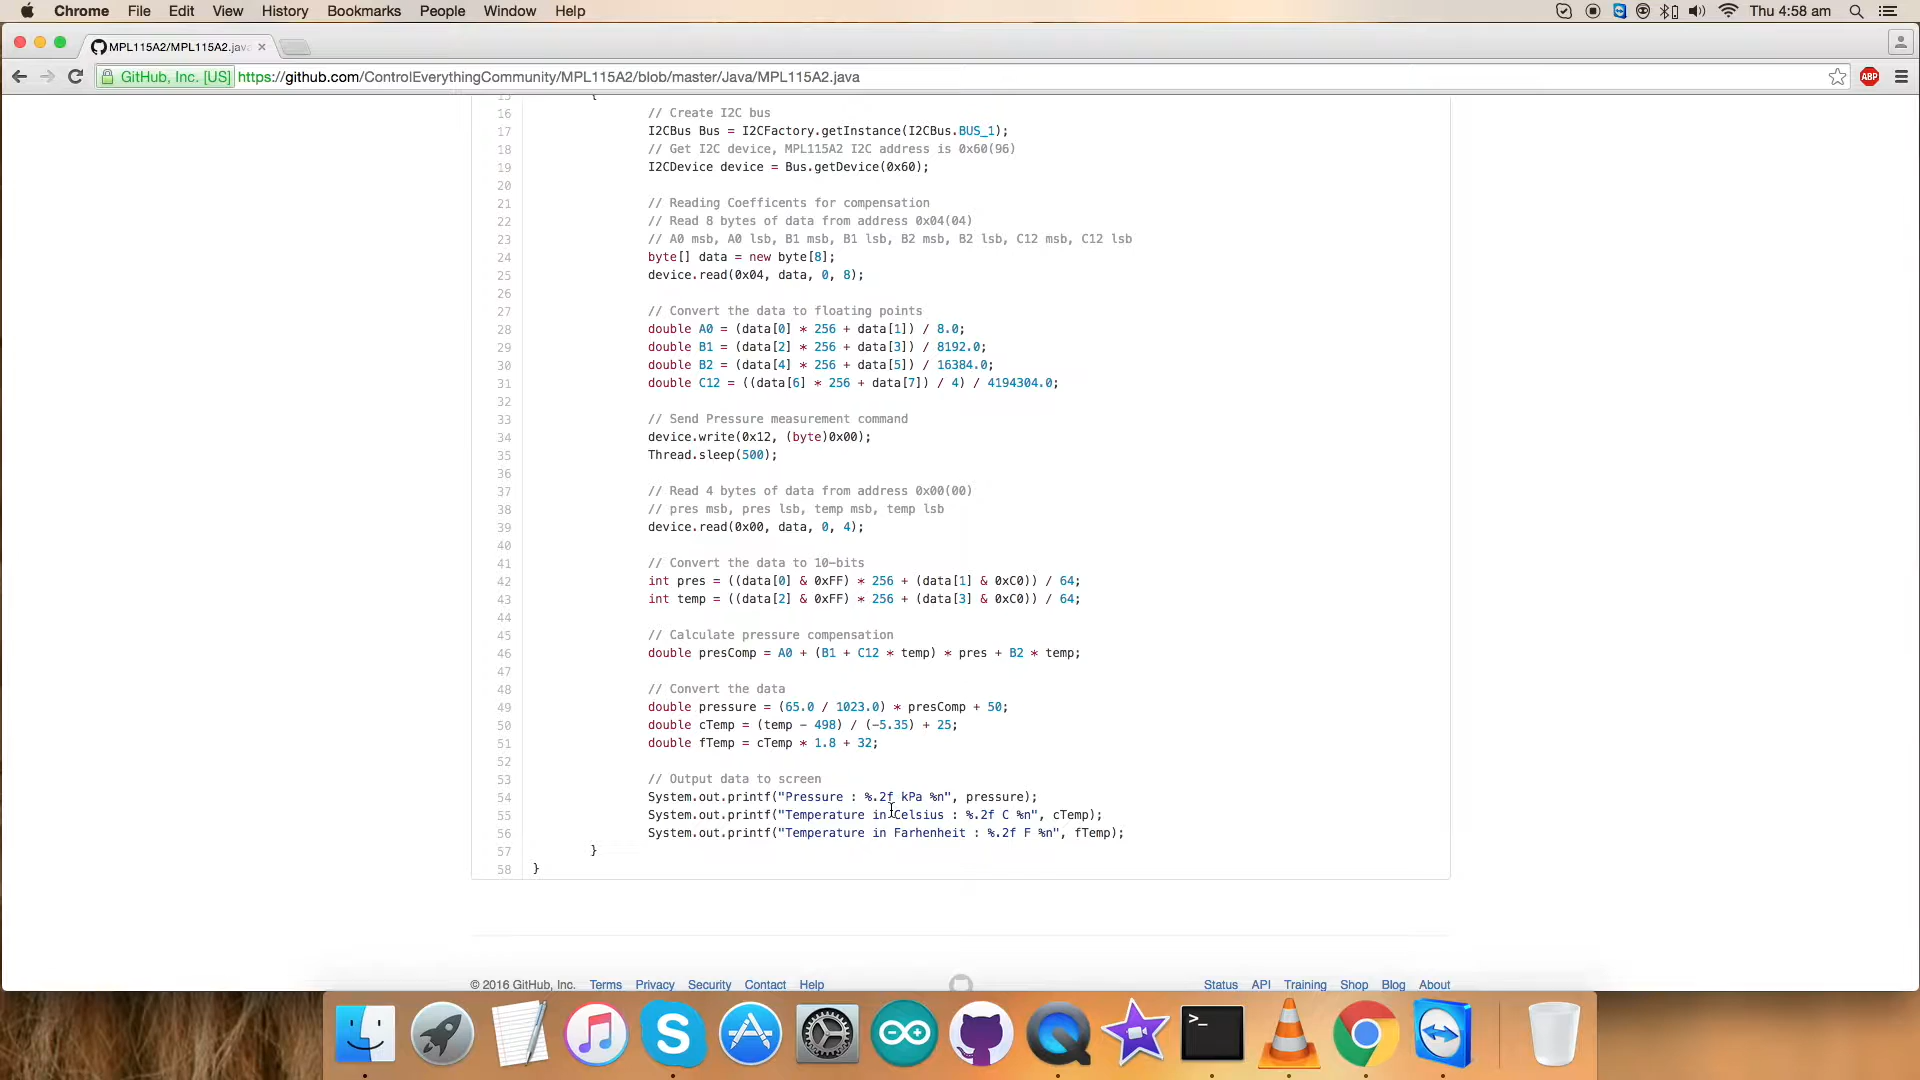 Chrome File Edit View History Bookmarks People Window Help Thu 4:58 am
MPL115A2/MPL115A2.jav
GitHub, Inc. [US] https://github.com/ControlEverythingCommunity/MPL115A2/blob/master/Java/MPL115A2.java ABP
15 {
16 // Create I2C bus
17 I2CBus Bus = I2CFactory.getInstance(I2CBus.BUS_1);
18 // Get I2C device, MPL115A2 I2C address is 0x60(96)
19 I2CDevice device = Bus.getDevice(0x60);
20
21 // Reading Coefficents for compensation
22 // Read 8 bytes of data from address 0x04(04)
23 // A0 msb, A0 lsb, B1 msb, B1 lsb, B2 msb, B2 lsb, C12 msb, C12 lsb
24 byte[] data = new byte[8];
25 device.read(0x04, data, 0, 8);
26
27 // Convert the data to floating points
28 double A0 = (data[0] * 256 + data[1]) / 8.0;
29 double B1 = (data[2] * 256 + data[3]) / 8192.0;
30 double B2 = (data[4] * 256 + data[5]) / 16384.0;
31 double C12 = ((data[6] * 256 + data[7]) / 4) / 4194304.0;
32
33 // Send Pressure measurement command
34 device.write(0x12, (byte)0x00);
35 Thread.sleep(500);
36
37 // Read 4 bytes of data from address 0x00(00)
38 // pres msb, pres lsb, temp msb, temp lsb
39 device.read(0x00, data, 0, 4);
40
41 // Convert the data to 10-bits
42 int pres = ((data[0] & 0xFF) * 256 + (data[1] & 0xC0)) / 64;
43 int temp = ((data[2] & 0xFF) * 256 + (data[3] & 0xC0)) / 64;
44
45 // Calculate pressure compensation
46 double presComp = A0 + (B1 + C12 * temp) * pres + B2 * temp;
47
48 // Convert the data
49 double pressure = (65.0 / 1023.0) * presComp + 50;
50 double cTemp = (temp - 498) / (-5.35) + 25;
51 double fTemp = cTemp * 1.8 + 32;
52
53 // Output data to screen
54 System.out.printf("Pressure : %.2f kPa %n", pressure);
55 System.out.printf("Temperature in Celsius : %.2f C %n", cTemp);
56 System.out.printf("Temperature in Farhenheit : %.2f F %n", fTemp);
57 }
58 }
© 2016 GitHub, Inc. Terms Privacy Security Contact Help Status API Training Shop Blog About